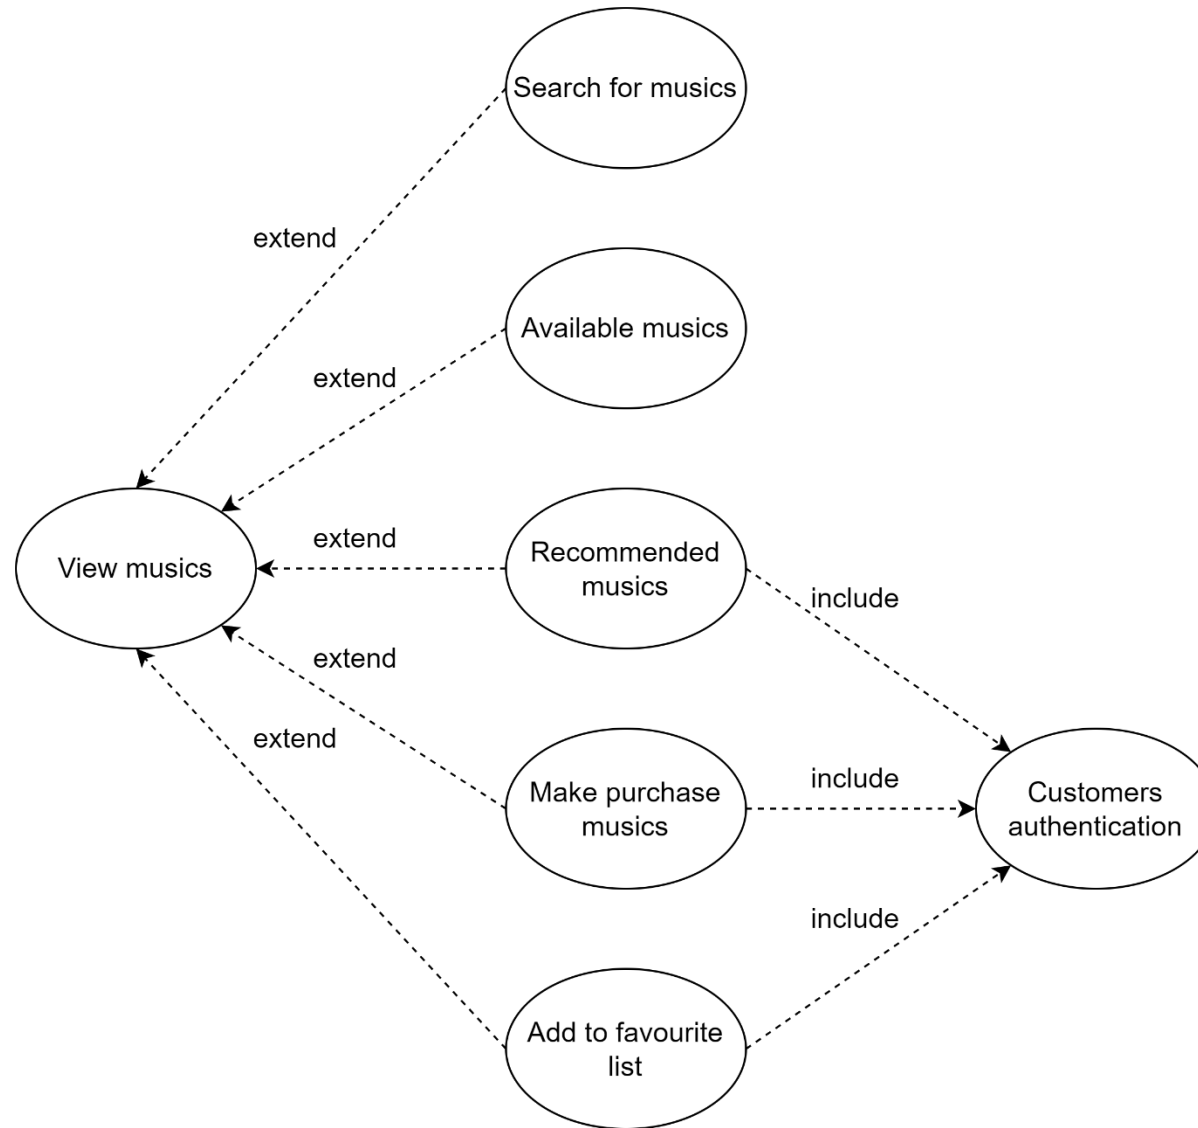 Search for musics
extend
Available musics
extend
View musics
extend
Recommended
musics
include
extend
extend
Make purchase
musics
include
Customers
authentication
include
Add to favourite
list